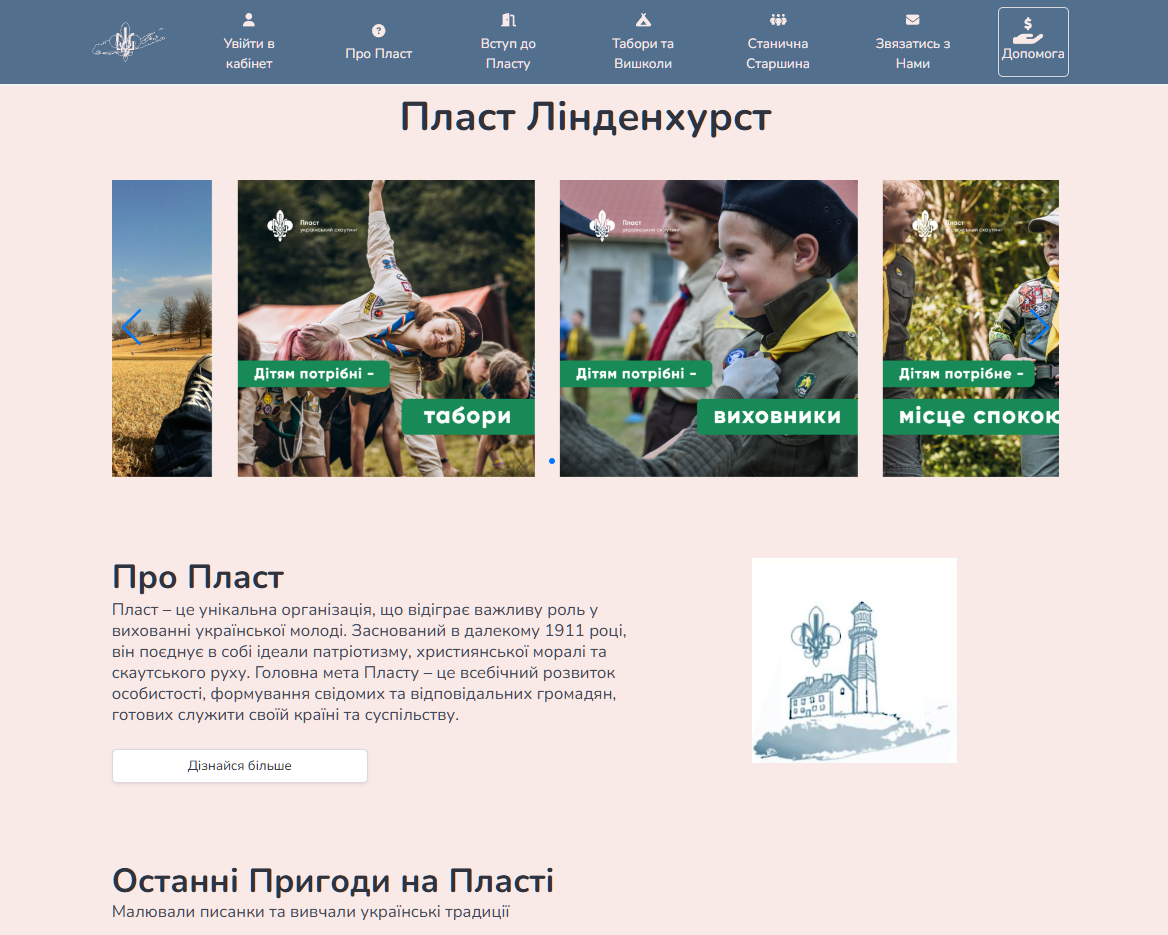 Увійти в
кабінет
Про Пласт
Вступ до
Пласту
Табори та
Вишколи
Станична
Старшина
Звязатись з
Нами
Допомога
Пласт Лінденхурст
Пласт
український скаутинг
Дітям потрібні –
табори
Пласт
український скаутинг
Дітям потрібні –
виховники
Пласт
український скаутинг
Дітям потрібне –
місце спокою
Про Пласт
Пласт – це унікальна організація, що відіграє важливу роль у
вихованні української молоді. Заснований в далекому 1911 році,
він поєднує в собі ідеали патріотизму, християнської моралі та
скаутського руху. Головна мета Пласту – це всебічний розвиток
особистості, формування свідомих та відповідальних громадян,
готових служити своїй країні та суспільству.
Дізнайся більше
Останні Пригоди на Пласті
Малювали писанки та вивчали українські традиції